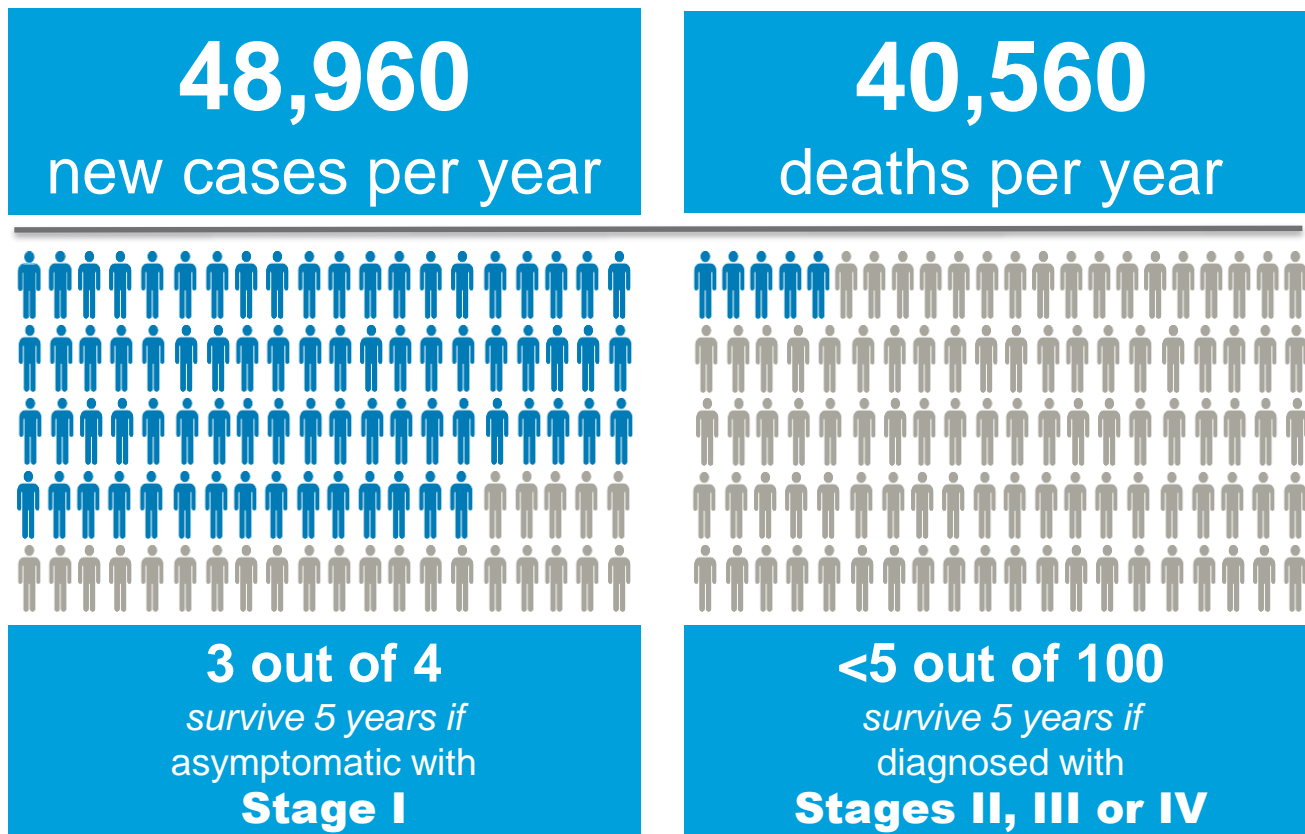 48,960
new cases per year
40,560
deaths per year
3 out of 4
survive 5 years if
asymptomatic with
Stage I
<5 out of 100
survive 5 years if
diagnosed with
Stages II, III or IV